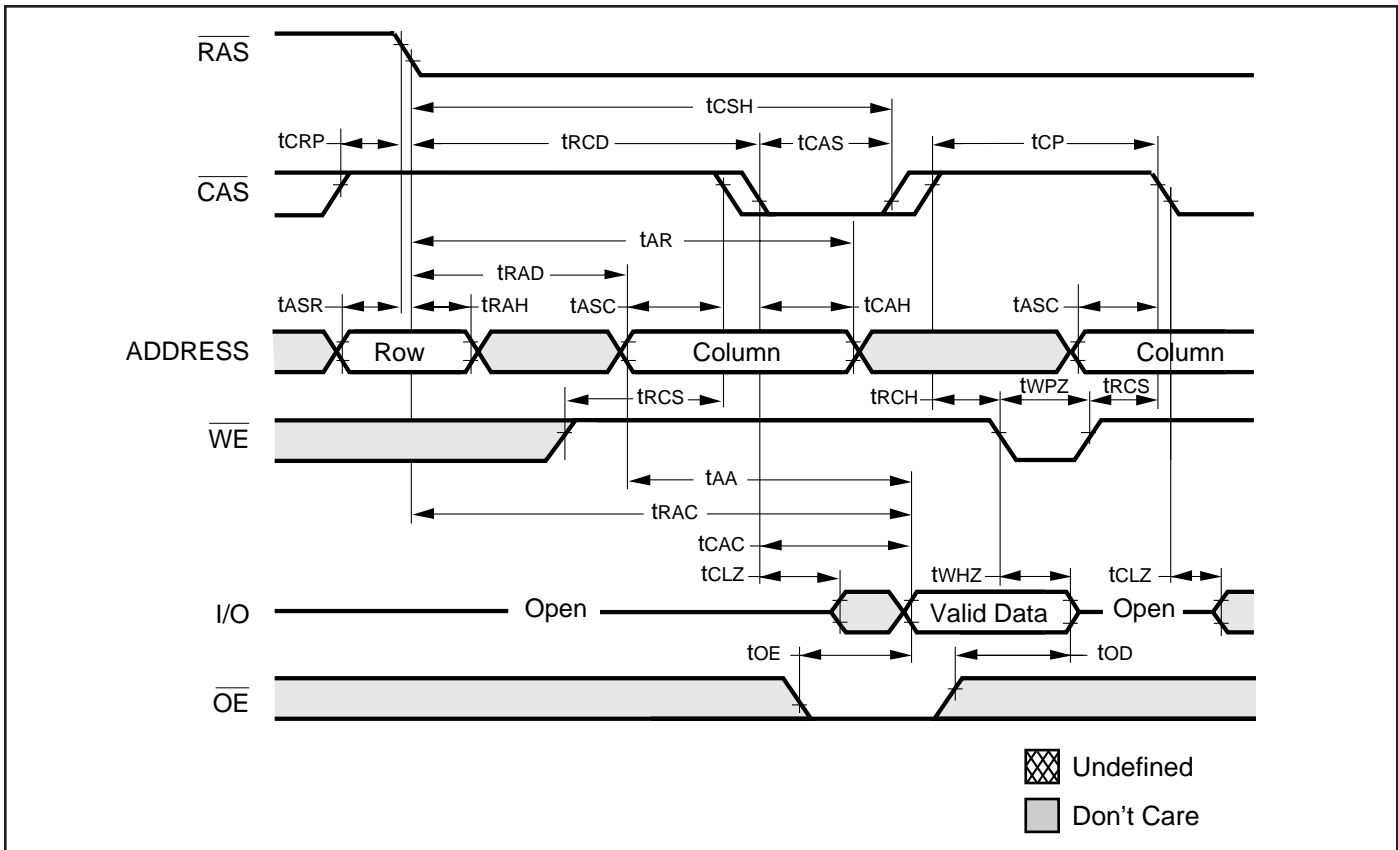 RAS
tCSH
tCRP
tRCD
tCAS
tCP
CAS
tAR
tRAD
tASR
tRAH
tASC
tCAH
tASC
ADDRESS
Row
Column
Column
tRCS
tRCH
tWPZ
tRCS
WE
tAA
tRAC
tCAC
tCLZ
tWHZ
tCLZ
I/O
Open
Valid Data
Open
tOE
tOD
OE
Undefined
Don't Care